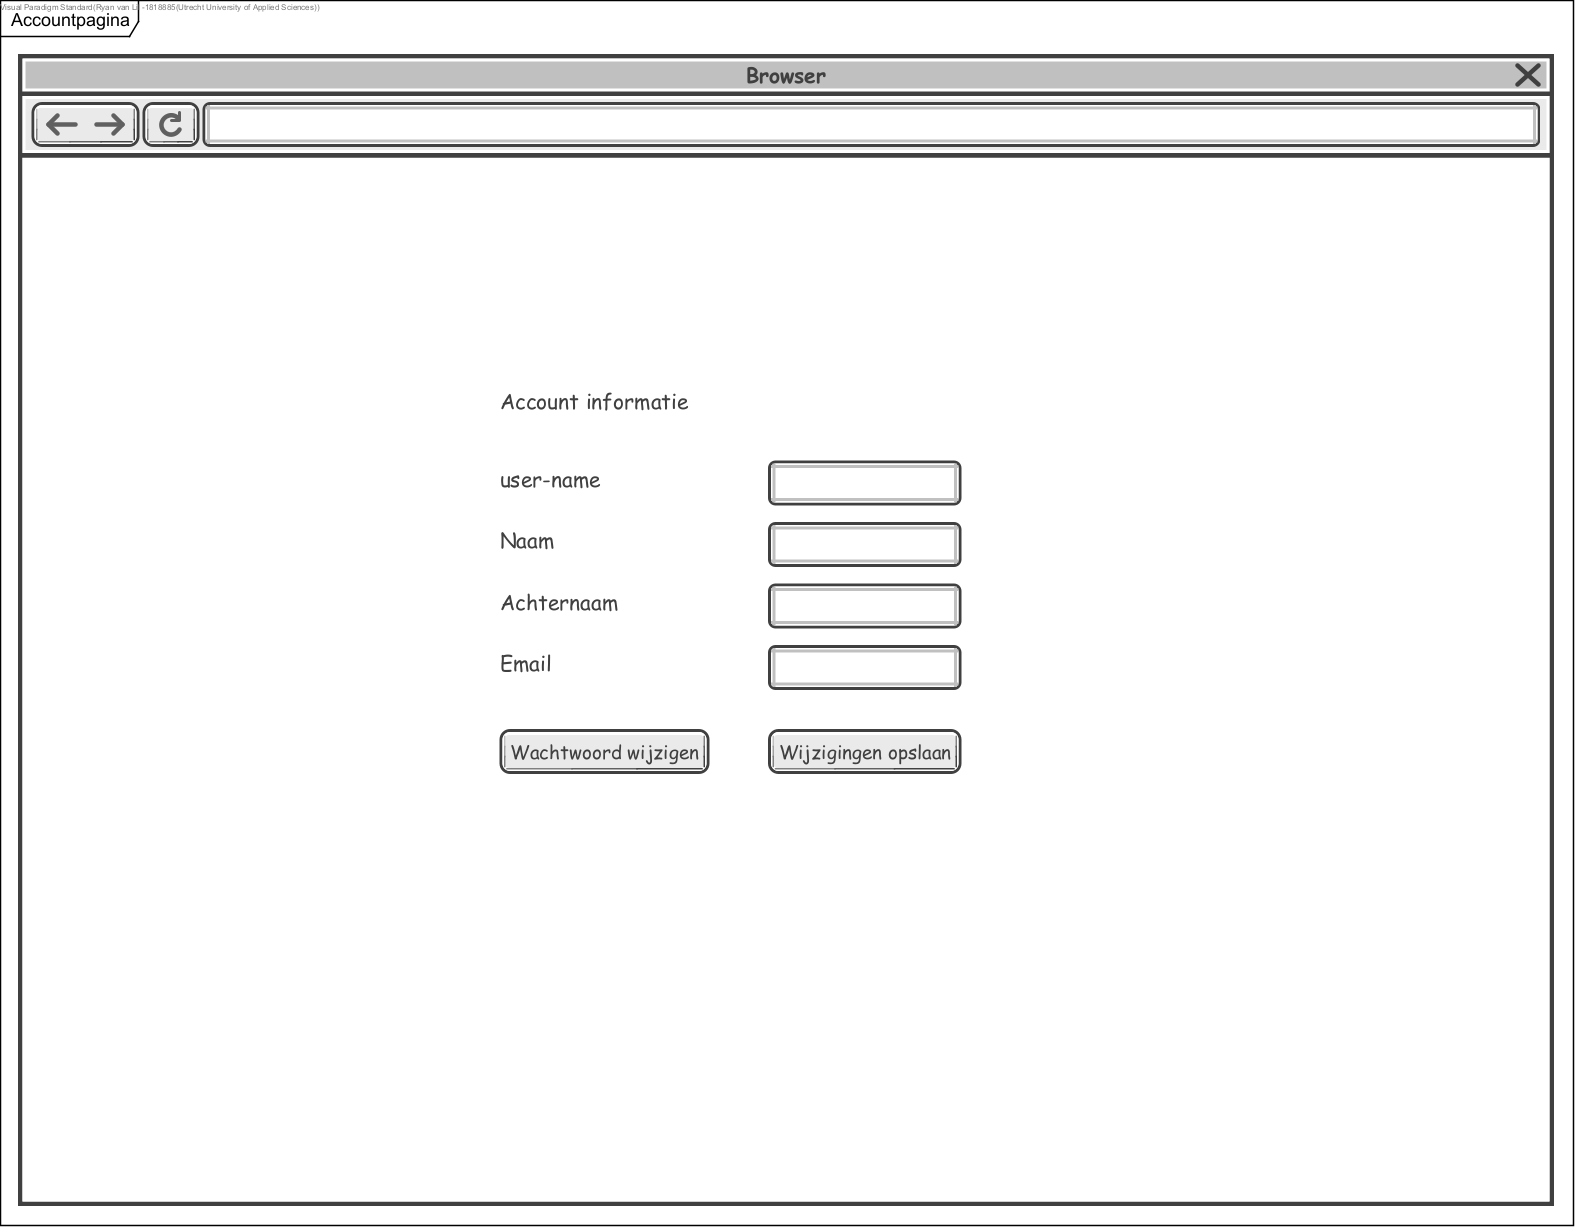 Visual Paradigm Standard(Ryan van -1818885(Utrecht University of Applied Sciences))
Accountpagina
Browser
Account informatie
user-name
Naam
Achternaam
Email
Wachtwoord wijzigen Wijzigingen opslaan